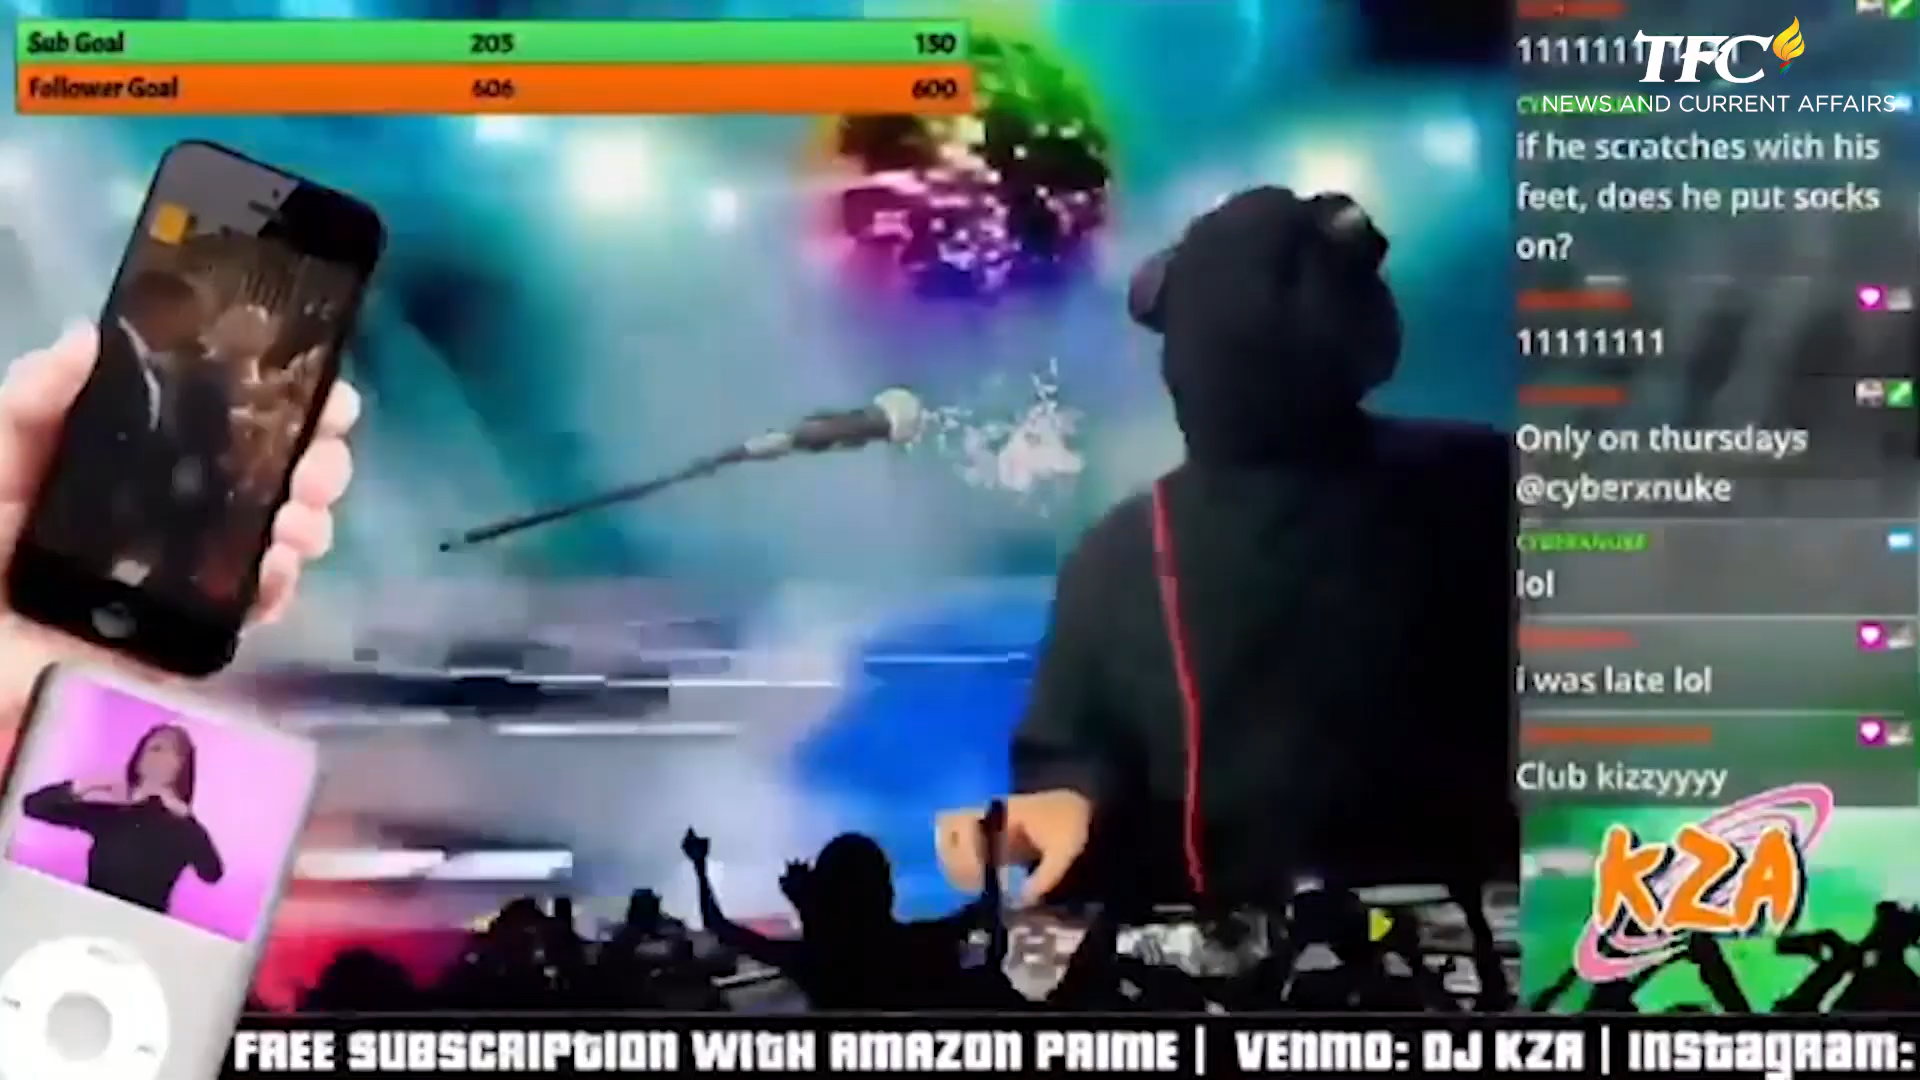 Sub Goal 205 150
Follower Goal 606 600
TFC
NEWS AND CURRENT AFFAIRS
if he scratches with his
feet, does he put socks
on?
11111111
Only on thursdays
@cyberxnuke
CYBERXNUKE
lol
i was late lol
Club kizzyyyy
KZA
FREE SUBSCRIPTION WITH AMAZON PRIME | VENMO: DJ KZA | INSTAGRAM: